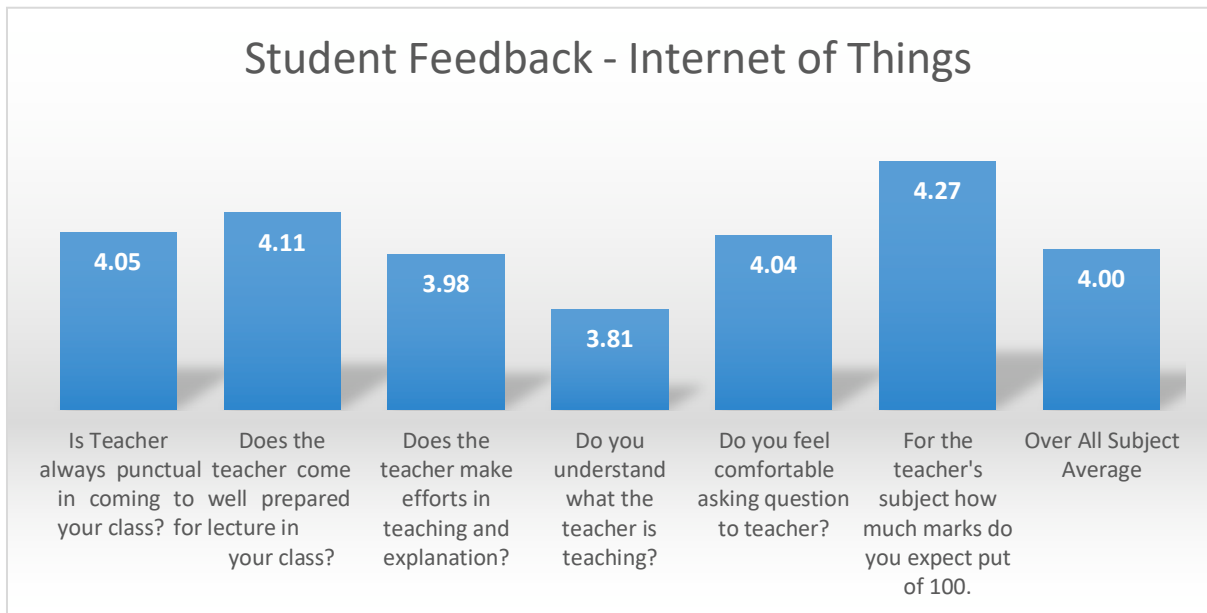 Student Feedback - Internet of Things
4.05
4.11
3.98
3.81
4.04
4.27
4.00
Is Teacher
always punctual
in coming to
your class?
Does the
teacher come
well prepared
for lecture in
your class?
Does the
teacher make
efforts in
teaching and
explanation?
Do you
understand
what the
teacher is
teaching?
Do you feel
comfortable
asking question
to teacher?
For the
teacher's
subject how
much marks do
you expect put
of 100.
Over All Subject
Average